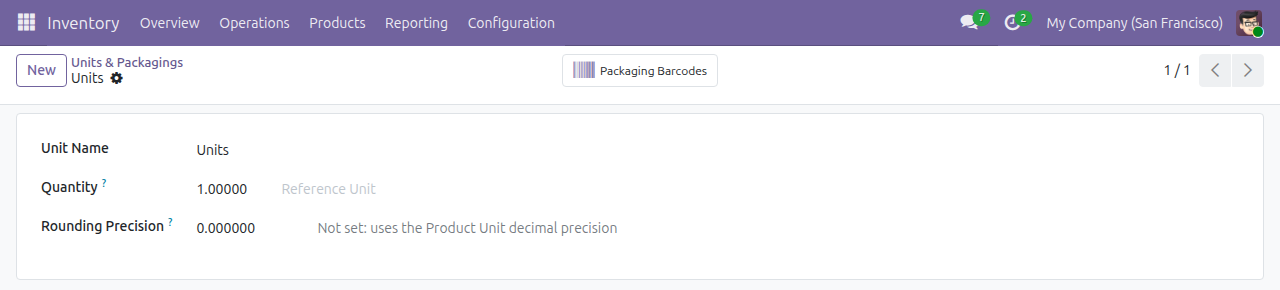 Inventory Overview Operations Products Reporting Configuration 7 2 My Company (San Francisco)
New Units & Packagings
Units
Packaging Barcodes
1 / 1
Unit Name Units
Quantity ? 1.00000 Reference Unit
Rounding Precision ? 0.000000 Not set: uses the Product Unit decimal precision